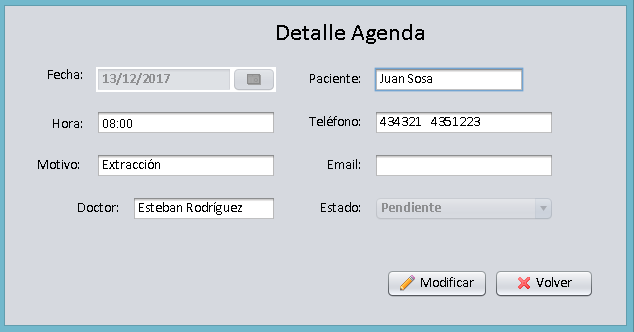 Detalle Agenda
Fecha: 13/12/2017 Paciente: Juan Sosa
Hora: 08:00 Teléfono: 434321 4351223
Motivo: Extracción Email:
Doctor: Esteban Rodríguez Estado: Pendiente
Modificar Volver